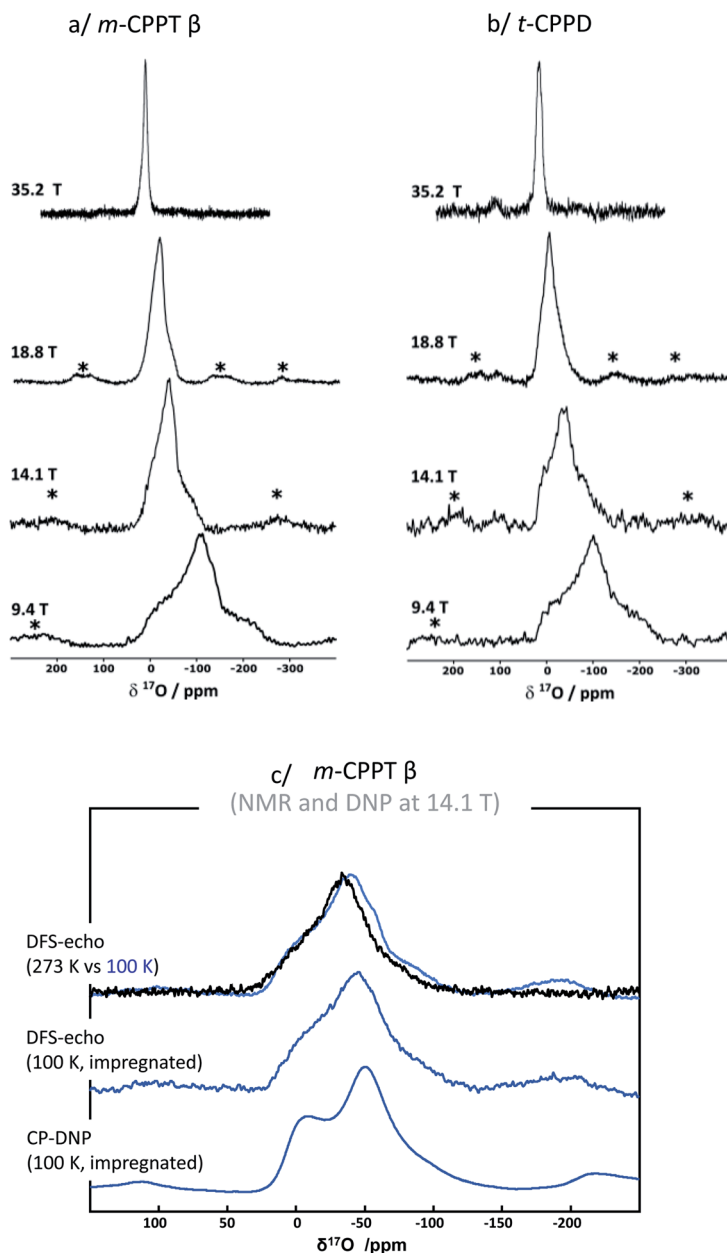 a/ m-CPPT β
b/ t-CPPD
35.2 T
35.2 T
18.8 T
* * *
18.8 T
* * *
14.1 T
* *
14.1 T
* *
9.4 T
*
9.4 T
*
200 100 0 -100 -200 -300
δ ¹⁷O / ppm
200 100 0 -100 -200 -300
δ ¹⁷O / ppm
c/ m-CPPT β
(NMR and DNP at 14.1 T)
DFS-echo
(273 K vs 100 K)
DFS-echo
(100 K, impregnated)
CP-DNP
(100 K, impregnated)
100 50 0 -50 -100 -150 -200
δ¹⁷O /ppm